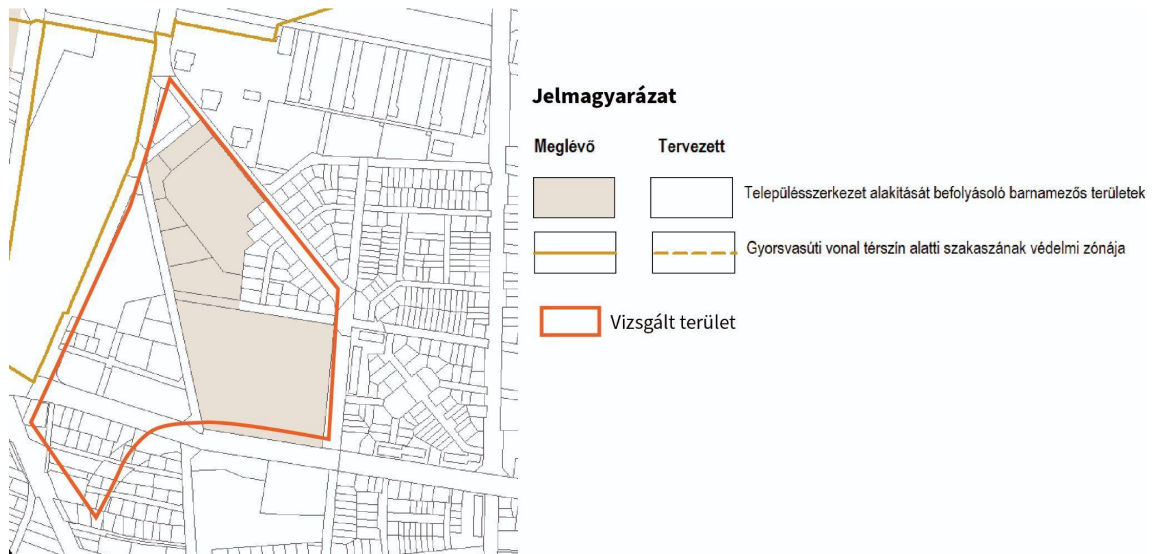 Jelmagyarázat
Meglévő Tervezett
Településszerkezet alakítását befolyásoló barnamezős területek
Gyorsvasúti vonal térszín alatti szakaszának védelmi zónája
Vizsgált terület